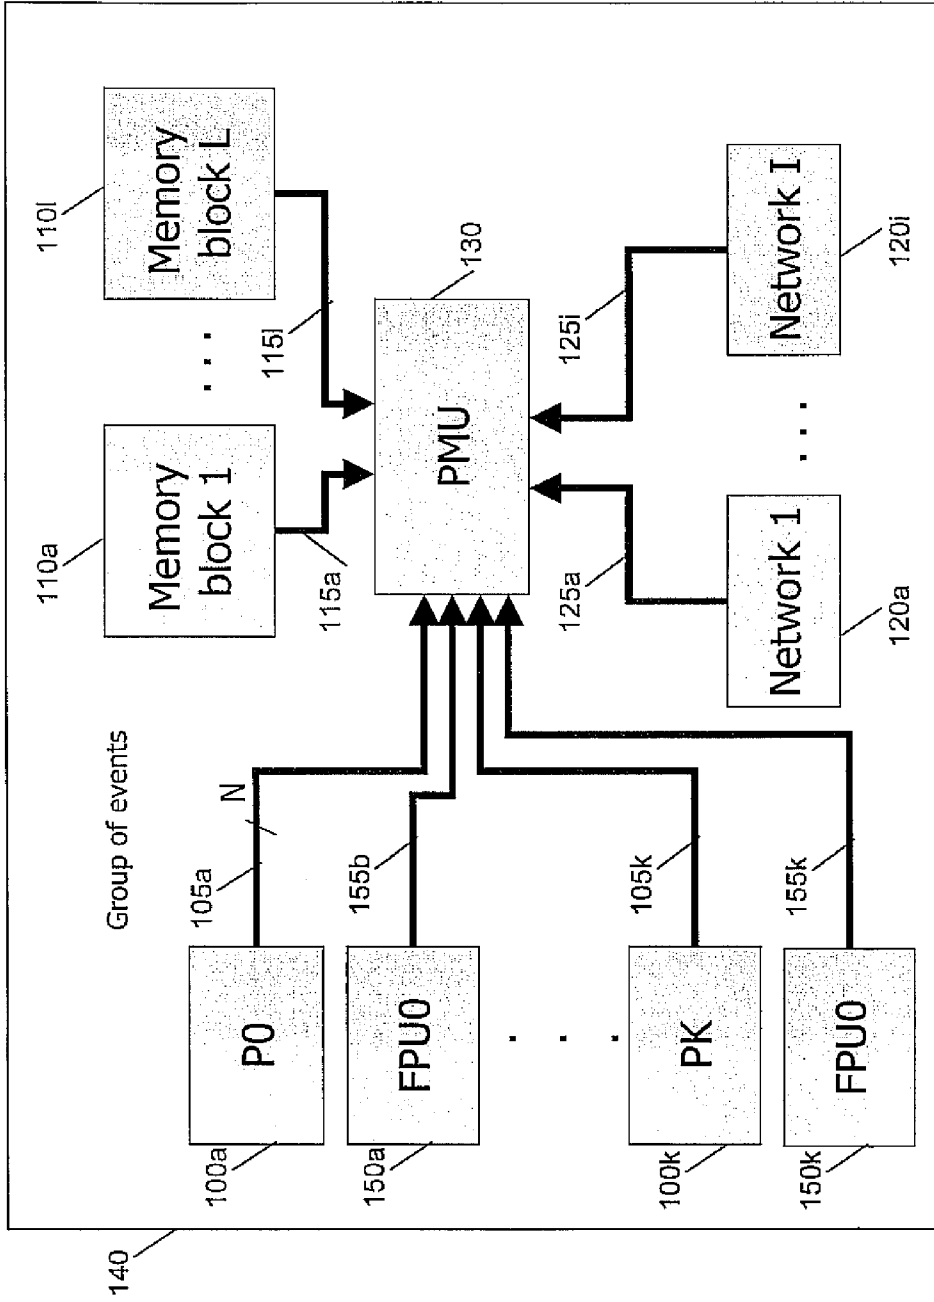 140
Group of events
100a
P0
105a
N
150a
FPU0
155b
.
.
.
100k
PK
105k
150k
FPU0
155k
110a
Memory
block 1
115a
. . .
110l
Memory
block L
115l
PMU
130
125a
Network 1
120a
. . .
125i
Network I
120i